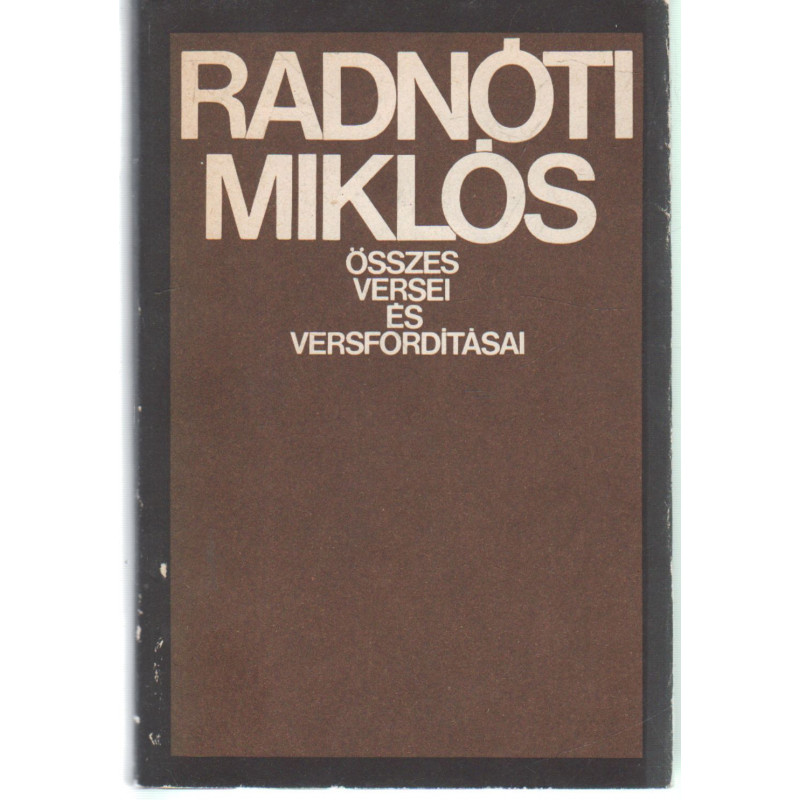 RADNÓTI
MIKLÓS
ÖSSZES
VERSEI
ÉS
VERSFORDÍTÁSAI